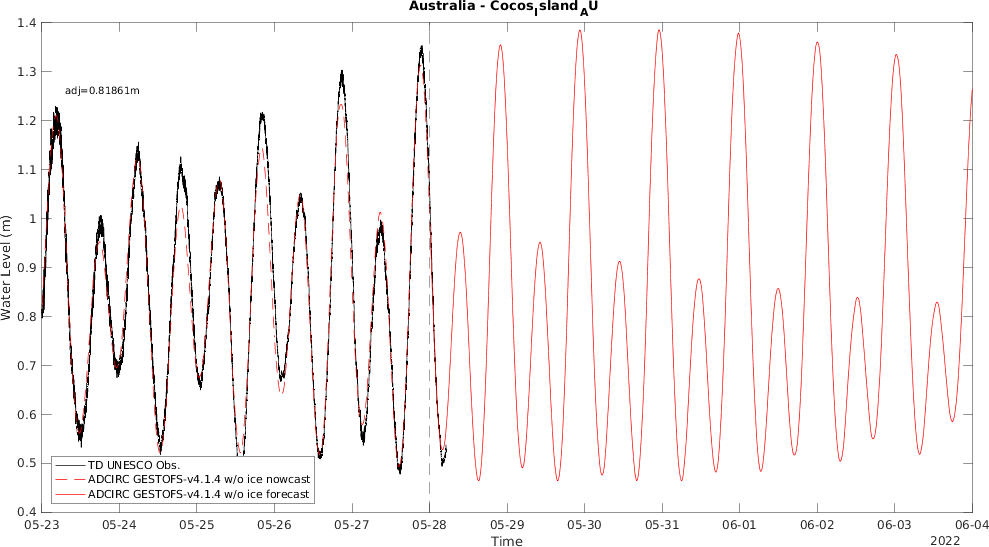 Australia - CocosIslandAU
1.4
1.3
1.2
1.1
1
0.9
0.8
0.7
0.6
0.5
0.4
Water Level (m)
adj=0.81861m
TD UNESCO Obs.
ADCIRC GESTOFS-v4.1.4 w/o ice nowcast
ADCIRC GESTOFS-v4.1.4 w/o ice forecast
05-23 05-24 05-25 05-26 05-27 05-28 05-29 05-30 05-31 06-01 06-02 06-03 06-04
Time
2022